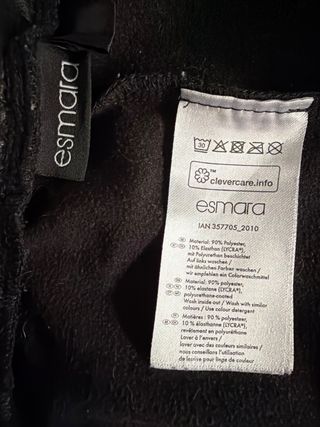 esmara
30
clevercare.info
esmara
IAN 357705_2010
Material: 90% Polyester,
10% Elasthan (LYCRA®),
mit Polyurethan beschichtet
Auf links waschen /
mit ähnlichen Farben waschen /
wir empfehlen ein Colorwaschmittel
Material: 90% polyester,
10% elastane (LYCRA®),
polyurethane-coated
Wash inside out / Wash with similar
colours / Use colour detergent
Matières: 90 % polyester,
10 % élasthanne (LYCRA®),
revêtement en polyuréthane
Laver à l'envers /
laver avec des couleurs similaires /
nous conseillons l'utilisation
de lessive pour linge de couleur